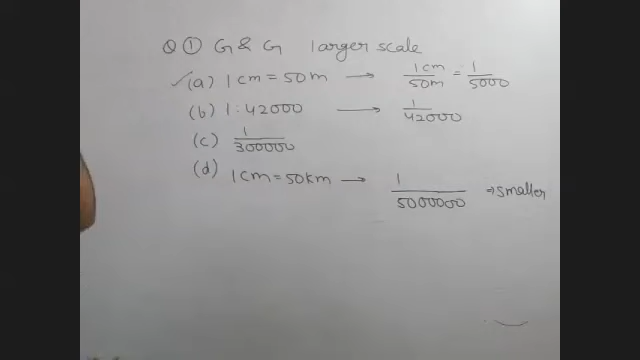 Q ① G & G larger scale
✓(a) 1 cm = 50 m → 1 cm / 50 m = 1 / 5000
(b) 1 : 42000 → 1 / 42000
(c) 1 / 300000
(d) 1 cm = 50 km → 1 / 5000000 ⇒ smaller